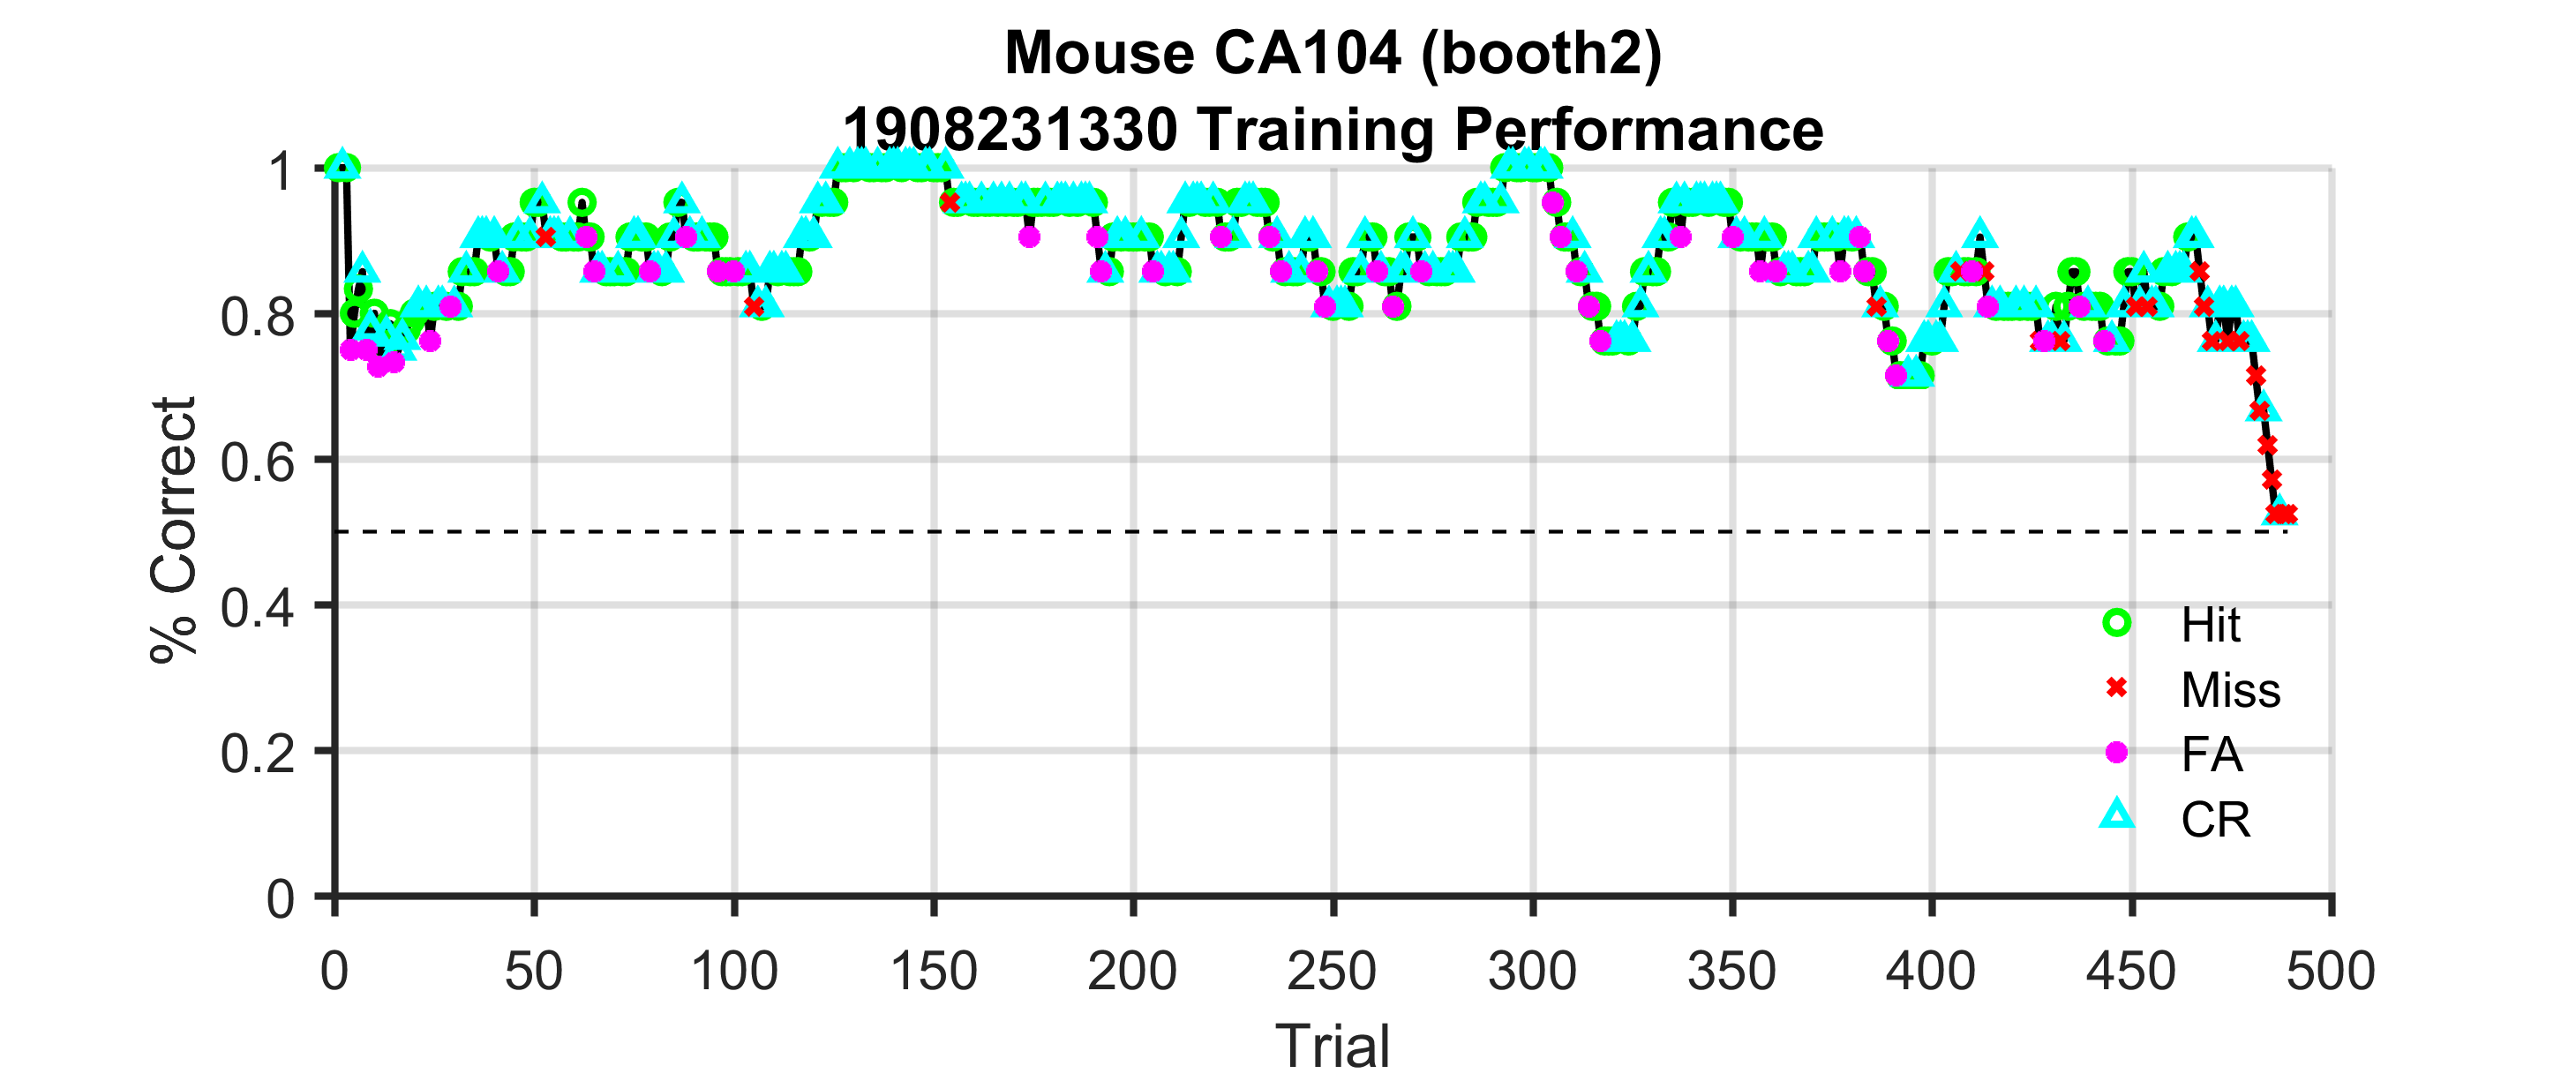 Mouse CA104 (booth2)
1908231330 Training Performance
% Correct
1
0.8
0.6
0.4
0.2
0
Hit
Miss
FA
CR
0 50 100 150 200 250 300 350 400 450 500
Trial